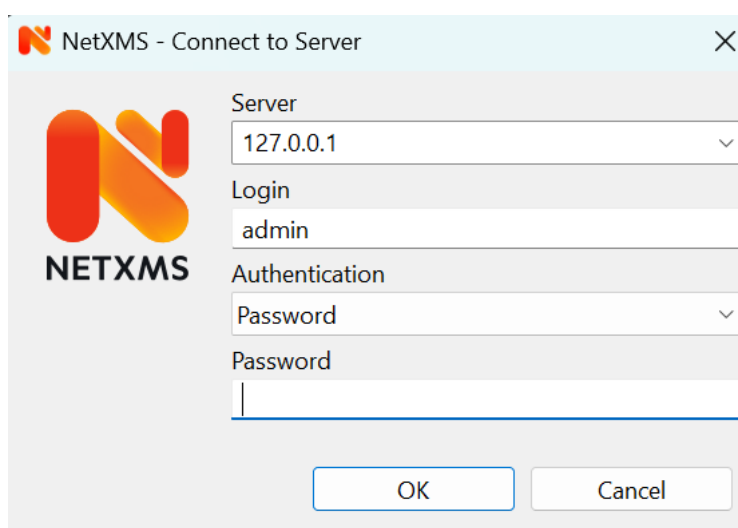 NetXMS - Connect to Server
Server
127.0.0.1
Login
admin
NETXMS
Authentication
Password
Password
OK Cancel